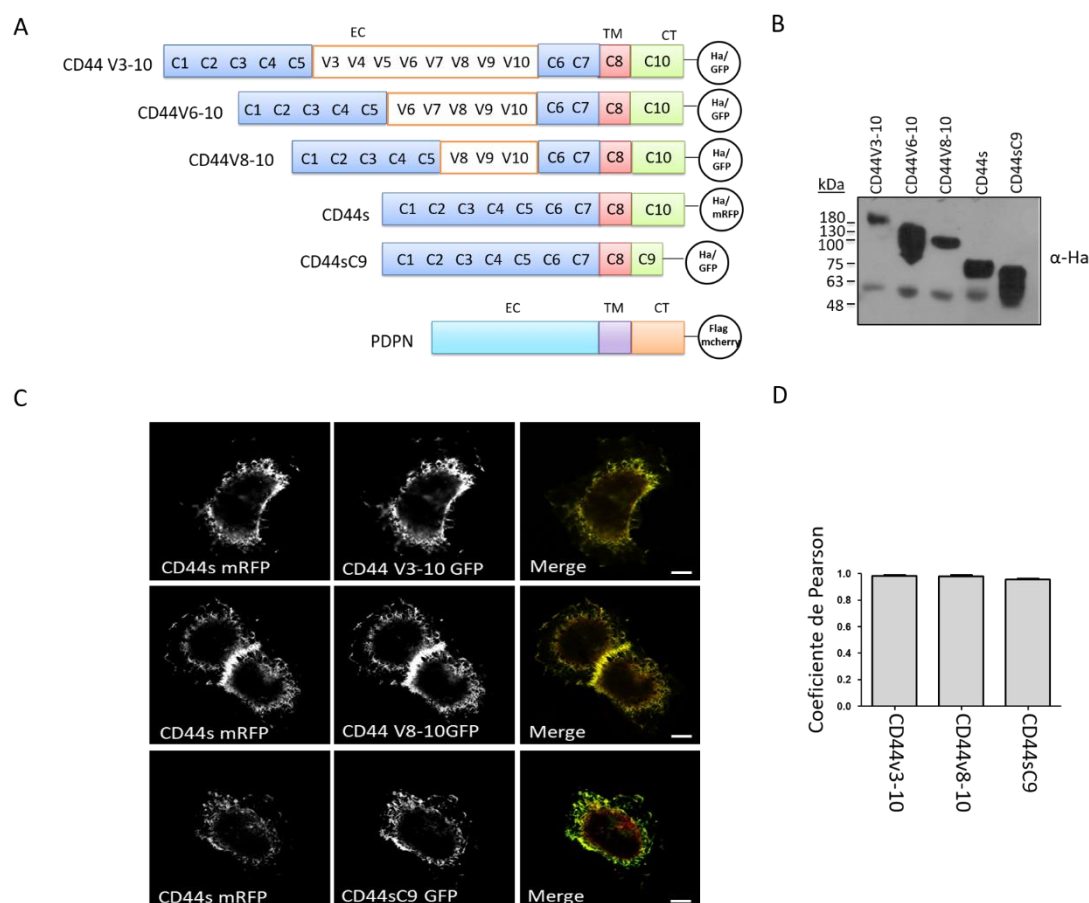 A
EC TM CT
CD44 V3-10 C1 C2 C3 C4 C5 V3 V4 V5 V6 V7 V8 V9 V10 C6 C7 C8 C10 Ha/ GFP
CD44V6-10 C1 C2 C3 C4 C5 V6 V7 V8 V9 V10 C6 C7 C8 C10 Ha/ GFP
CD44V8-10 C1 C2 C3 C4 C5 V8 V9 V10 C6 C7 C8 C10 Ha/ GFP
CD44s C1 C2 C3 C4 C5 C6 C7 C8 C10 Ha/ mRFP
CD44sC9 C1 C2 C3 C4 C5 C6 C7 C8 C9 Ha/ GFP
EC TM CT
PDPN Flag mcherry
B
CD44V3-10 CD44V6-10 CD44V8-10 CD44s CD44sC9
kDa
180
130
100
75
63
48
α-Ha
C
CD44s mRFP CD44 V3-10 GFP Merge
CD44s mRFP CD44 V8-10GFP Merge
CD44s mRFP CD44sC9 GFP Merge
D
Coeficiente de Pearson
1.0
0.8
0.6
0.4
0.2
0.0
CD44v3-10 CD44v8-10 CD44sC9